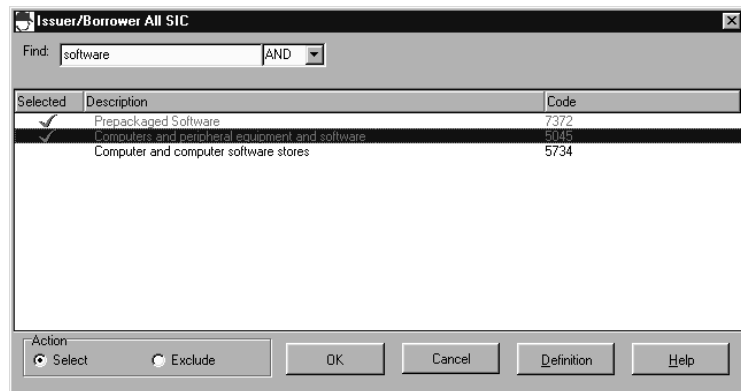 Issuer/Borrower All SIC
Find: software AND
Selected Description Code
Prepackaged Software 7372
Computers and peripheral equipment and software 5045
Computer and computer software stores 5734
Action
Select Exclude OK Cancel Definition Help